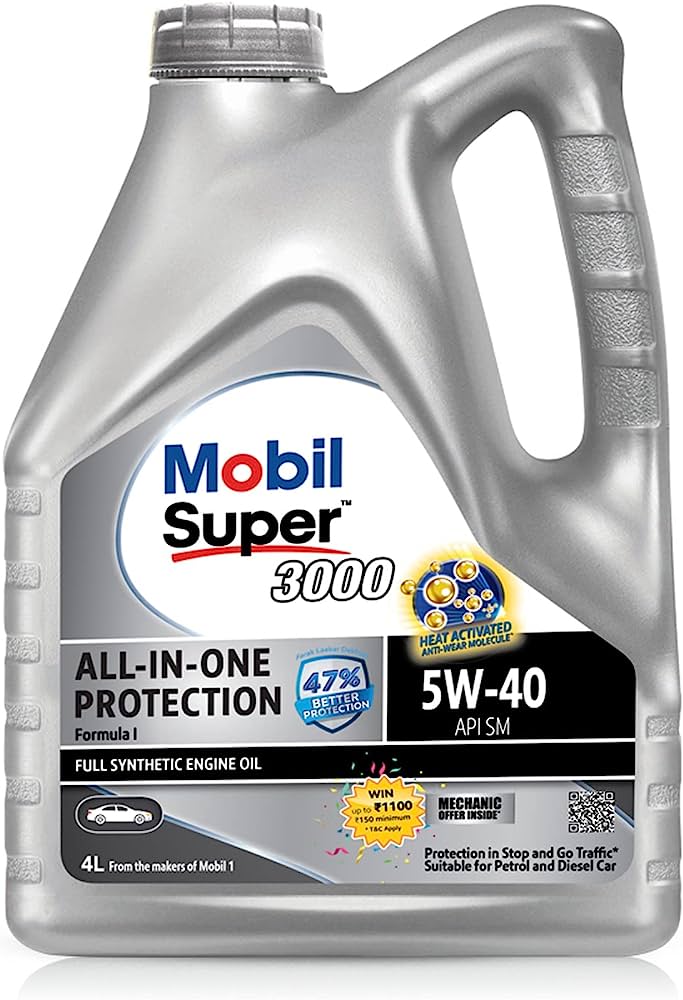 Mobil
Super™
3000
HEAT ACTIVATED
ANTI-WEAR MOLECULE
ALL-IN-ONE
PROTECTION
Formula I
47%
BETTER
PROTECTION
5W-40
API SM
FULL SYNTHETIC ENGINE OIL
WIN
up to ₹1100
₹150 minimum
*T&C Apply
MECHANIC
OFFER INSIDE*
4L From the makers of Mobil 1
Protection in Stop and Go Traffic*
Suitable for Petrol and Diesel Car